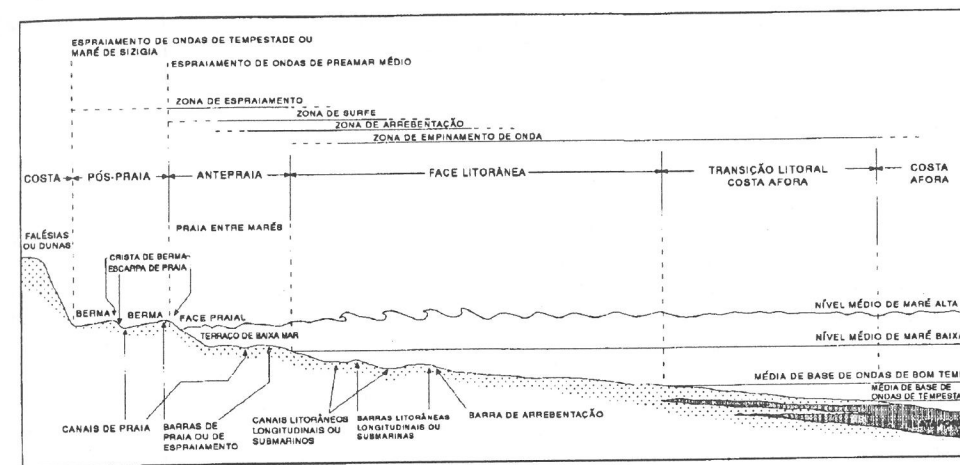 ESPRAIAMENTO DE ONDAS DE TEMPESTADE OU
MARÉ DE SIZIGIA
ESPRAIAMENTO DE ONDAS DE PREAMAR MÉDIO
ZONA DE ESPRAIAMENTO
ZONA DE SURFE
ZONA DE ARREBENTAÇÃO
ZONA DE EMPINAMENTO DE ONDA
COSTA
PÓS-PRAIA
ANTEPRAIA
FACE LITORÂNEA
TRANSIÇÃO LITORAL
COSTA AFORA
COSTA
AFORA
PRAIA ENTRE MARÉS
FALÉSIAS
OU DUNAS
CRISTA DE BERMA
ESCARPA DE PRAIA
BERMA
BERMA
FACE PRAIAL
TERRAÇO DE BAIXA MAR
NÍVEL MÉDIO DE MARÉ ALTA
NÍVEL MÉDIO DE MARÉ BAIXA
MÉDIA DE BASE DE ONDAS DE BOM TEMP
MÉDIA DE BASE DE
ONDAS DE TEMPESTA
CANAIS DE PRAIA
BARRAS DE
PRAIA OU DE
ESPRAIAMENTO
CANAIS LITORÂNEOS
LONGITUDINAIS OU
SUBMARINOS
BARRAS LITORÂNEAS
LONGITUDINAIS OU
SUBMARINAS
BARRA DE ARREBENTAÇÃO